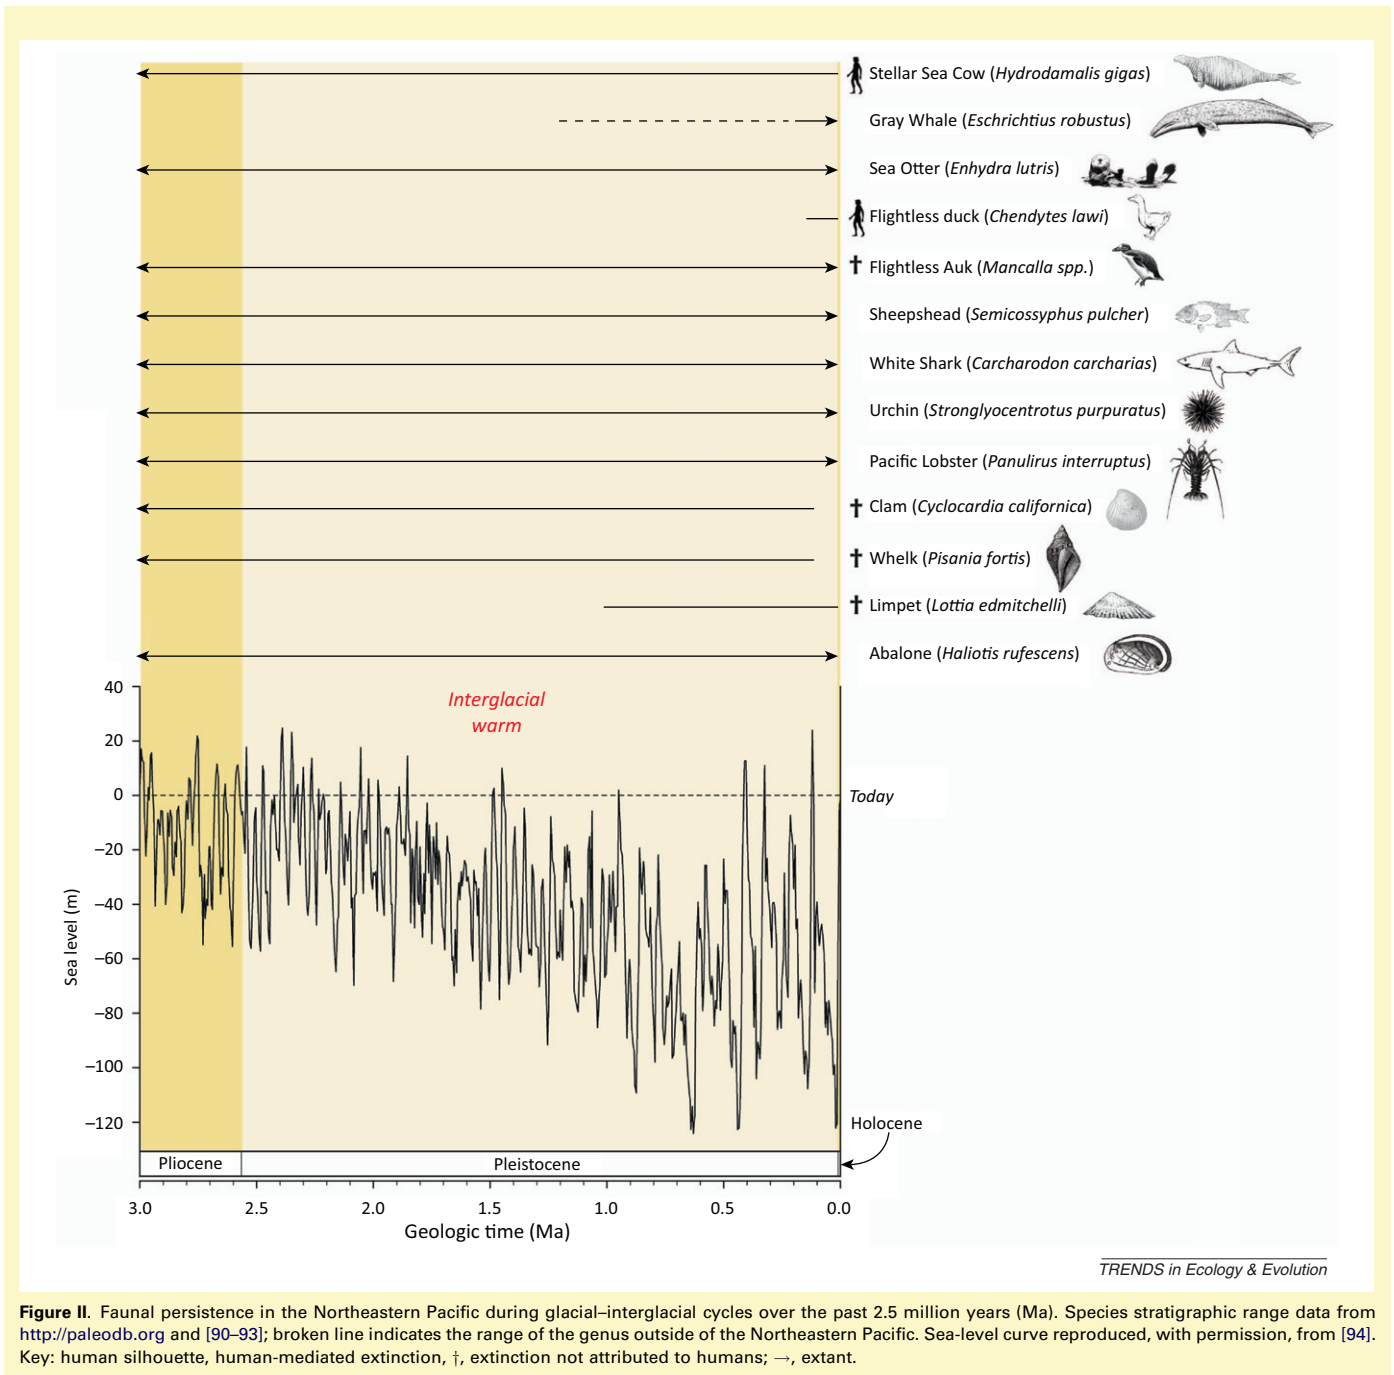 Stellar Sea Cow (Hydrodamalis gigas)
Gray Whale (Eschrichtius robustus)
Sea Otter (Enhydra lutris)
Flightless duck (Chendytes lawi)
† Flightless Auk (Mancalla spp.)
Sheepshead (Semicossyphus pulcher)
White Shark (Carcharodon carcharias)
Urchin (Stronglyocentrotus purpuratus)
Pacific Lobster (Panulirus interruptus)
† Clam (Cyclocardia californica)
† Whelk (Pisania fortis)
† Limpet (Lottia edmitchelli)
Abalone (Haliotis rufescens)
40
20
0
–20
–40
–60
–80
–100
–120
Sea level (m)
Interglacial
warm
Today
Holocene
Pliocene
Pleistocene
3.0 2.5 2.0 1.5 1.0 0.5 0.0
Geologic time (Ma)
TRENDS in Ecology & Evolution
Figure II. Faunal persistence in the Northeastern Pacific during glacial–interglacial cycles over the past 2.5 million years (Ma). Species stratigraphic range data from
http://paleodb.org and [90–93]; broken line indicates the range of the genus outside of the Northeastern Pacific. Sea-level curve reproduced, with permission, from [94].
Key: human silhouette, human-mediated extinction, †, extinction not attributed to humans; →, extant.